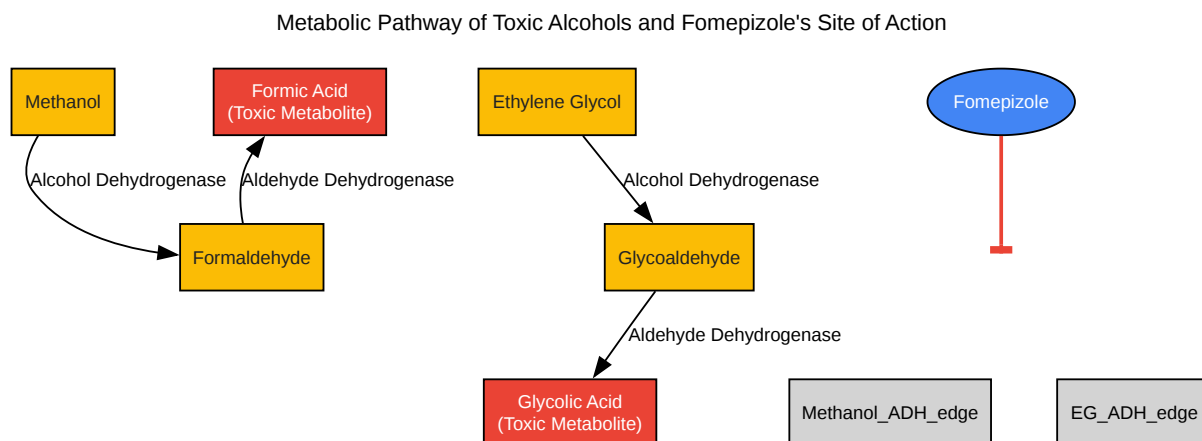 Metabolic Pathway of Toxic Alcohols and Fomepizole's Site of Action
Methanol
Formic Acid
(Toxic Metabolite)
Ethylene Glycol
Fomepizole
Alcohol Dehydrogenase
Aldehyde Dehydrogenase
Alcohol Dehydrogenase
Formaldehyde
Glycoaldehyde
Aldehyde Dehydrogenase
Glycolic Acid
(Toxic Metabolite)
Methanol_ADH_edge
EG_ADH_edge